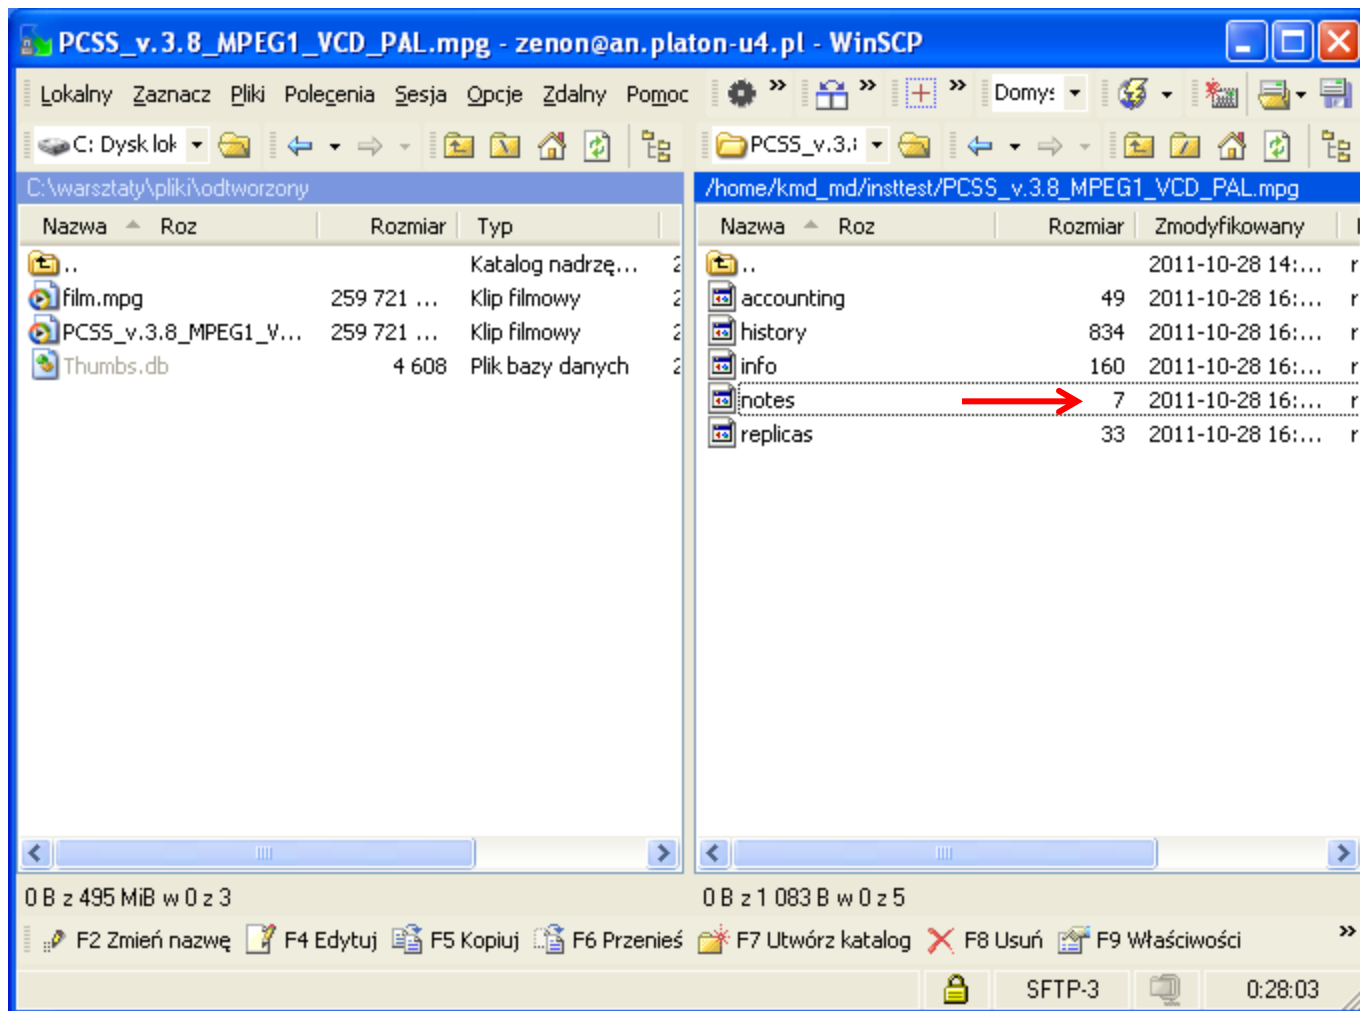 PCSS_v.3.8_MPEG1_VCD_PAL.mpg - zenon@an.platon-u4.pl - WinSCP
Lokalny Zaznacz Pliki Polecenia Sesja Opcje Zdalny Pomoc » » » Domy
C: Dysk lok PCSS_v.3.
C:\warsztaty\pliki\odtworzony /home/kmd_md/insttest/PCSS_v.3.8_MPEG1_VCD_PAL.mpg
Nazwa Roz Rozmiar Typ Nazwa Roz Rozmiar Zmodyfikowany
.. Katalog nadrzę... 2 .. 2011-10-28 14:... r
film.mpg 259 721 ... Klip filmowy 2 accounting 49 2011-10-28 16:... r
PCSS_v.3.8_MPEG1_V... 259 721 ... Klip filmowy 2 history 834 2011-10-28 16:... r
Thumbs.db 4 608 Plik bazy danych 2 info 160 2011-10-28 16:... r
notes 7 2011-10-28 16:... r
replicas 33 2011-10-28 16:... r
0 B z 495 MiB w 0 z 3 0 B z 1 083 B w 0 z 5
F2 Zmień nazwę F4 Edytuj F5 Kopiuj F6 Przenieś F7 Utwórz katalog F8 Usuń F9 Właściwości »
SFTP-3 0:28:03